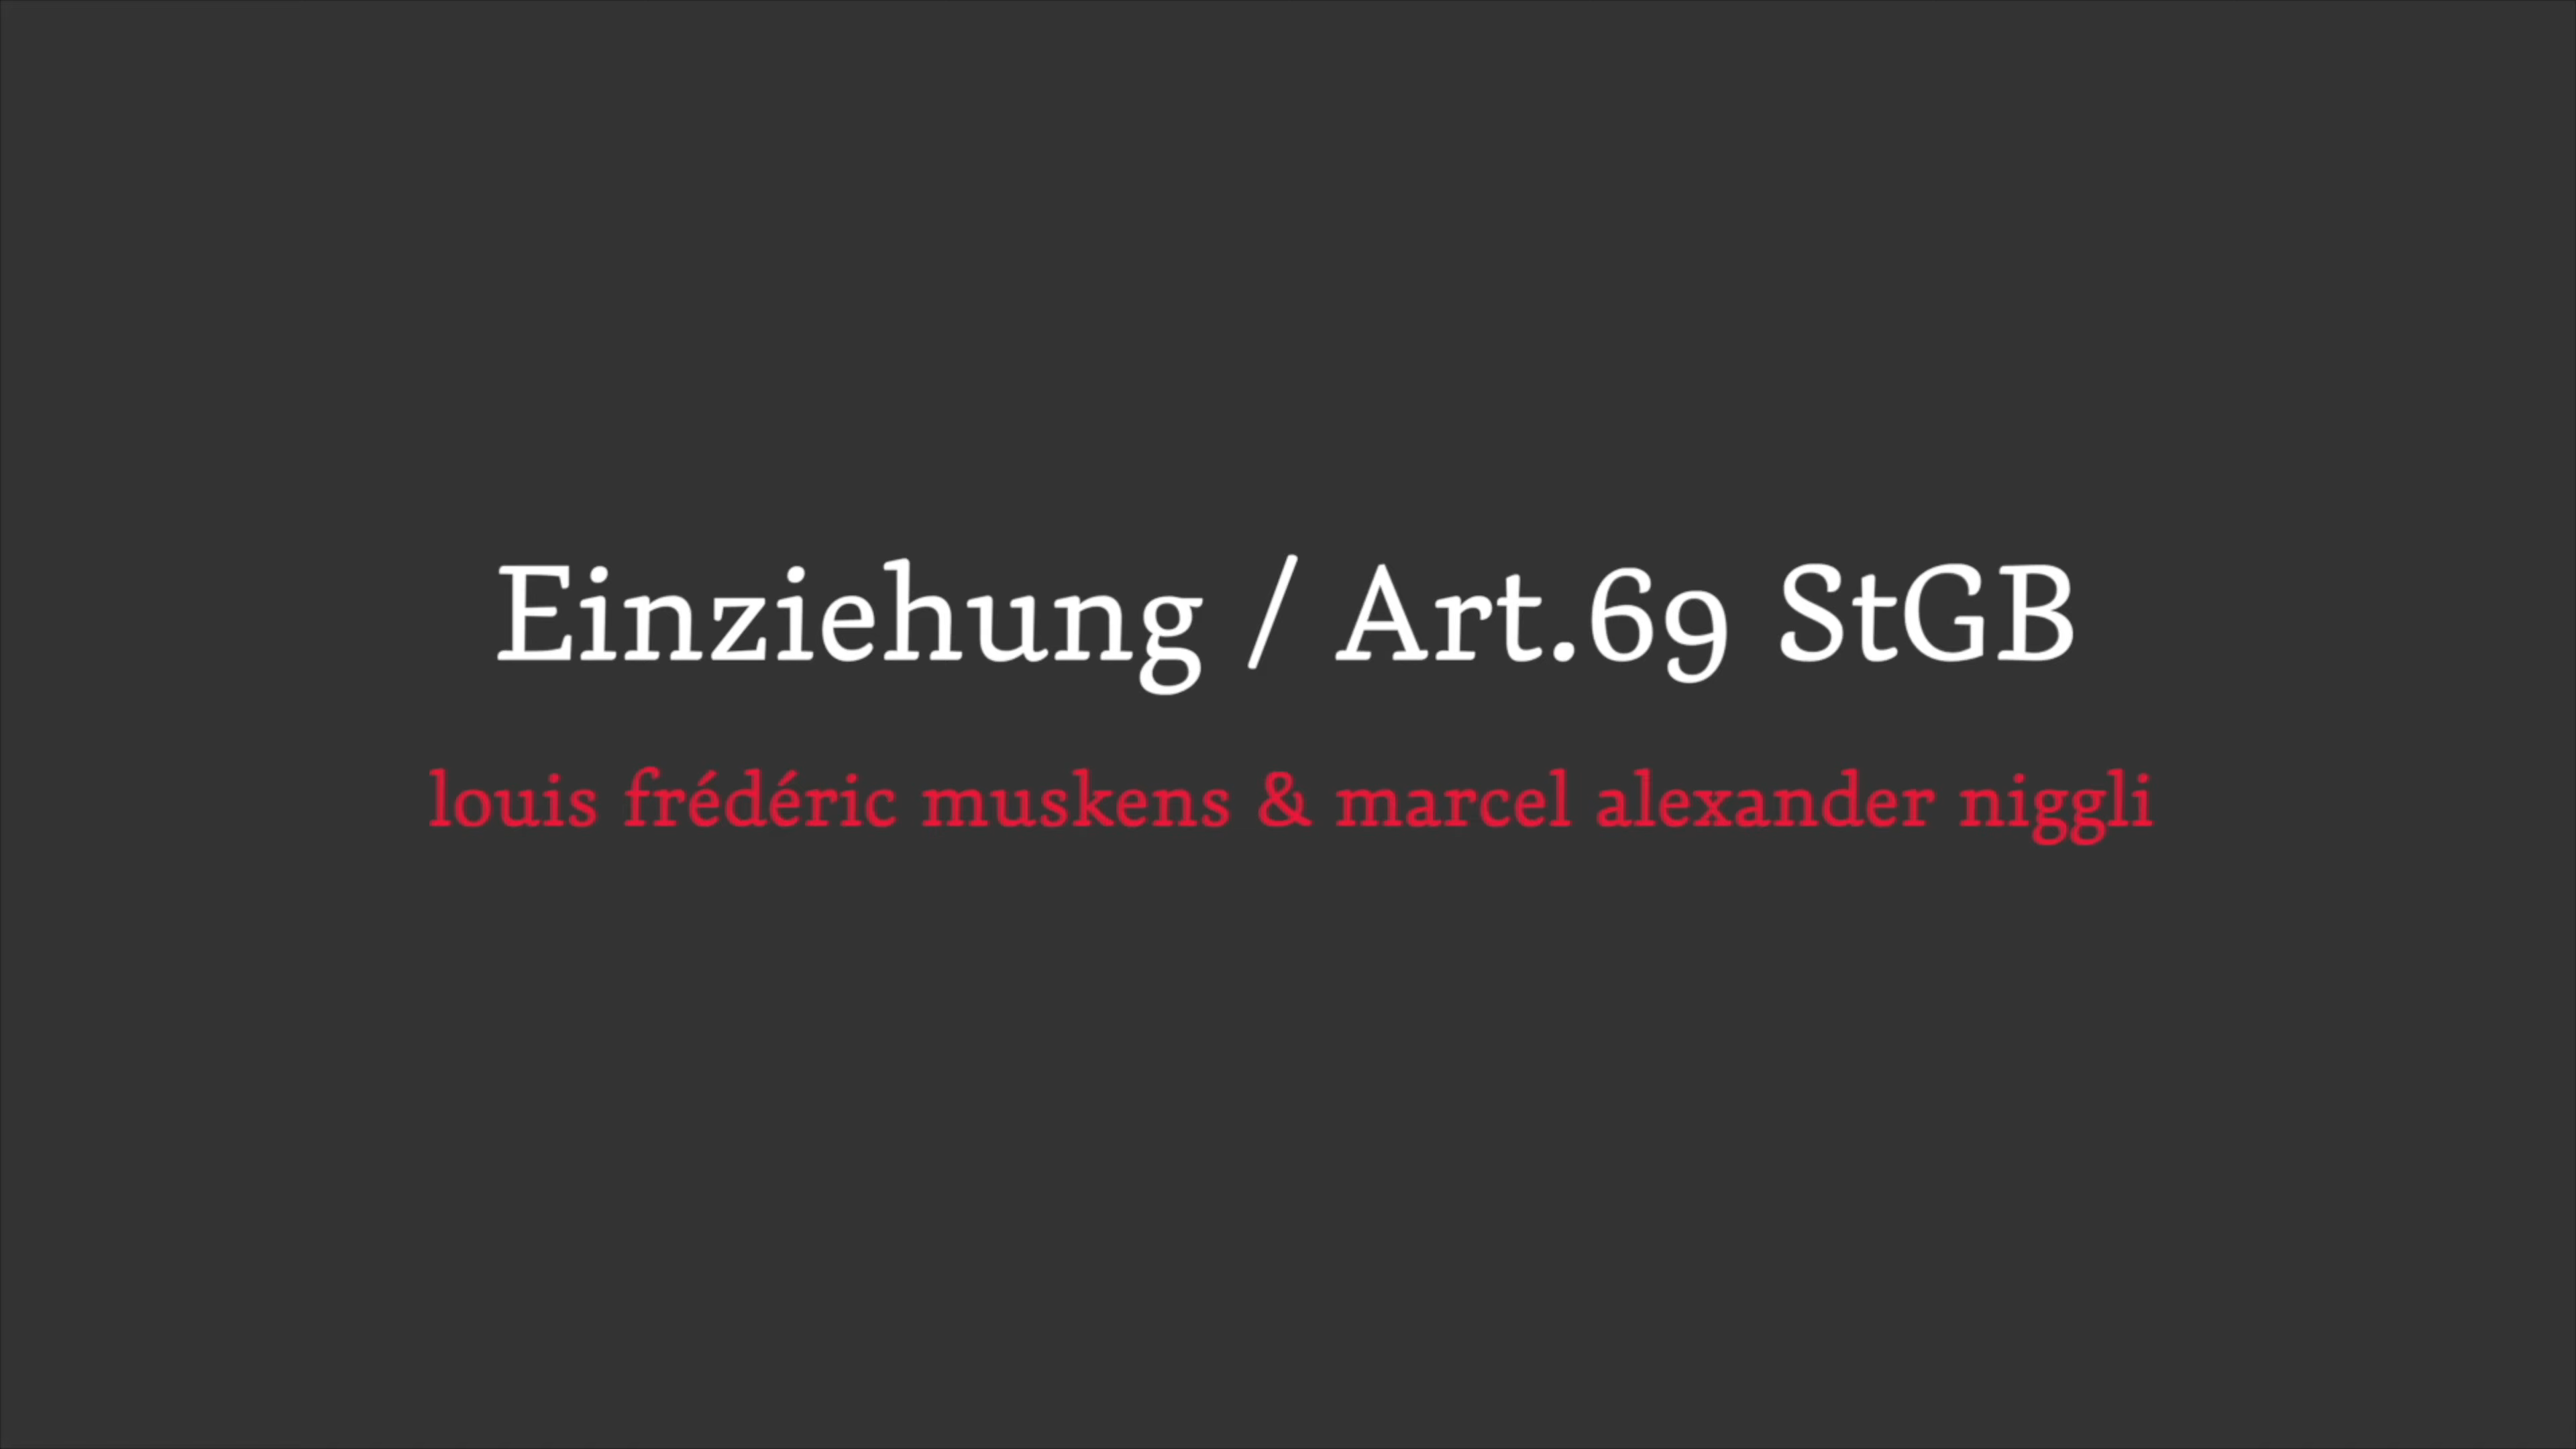 Einziehung / Art.69 StGB
louis frédéric muskens & marcel alexander niggli